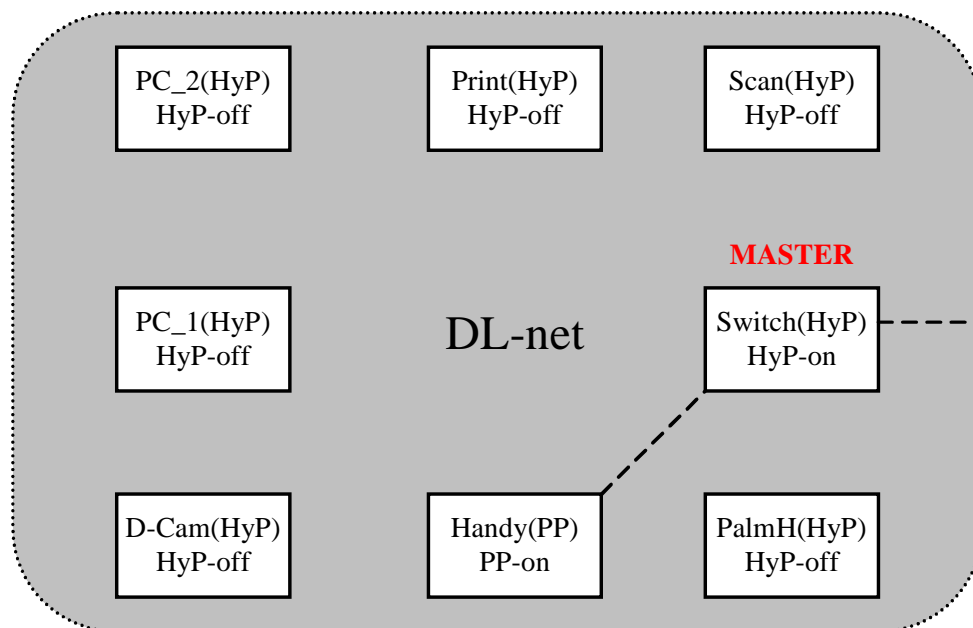 PC_2(HyP)
HyP-off
Print(HyP)
HyP-off
Scan(HyP)
HyP-off
MASTER
PC_1(HyP)
HyP-off
DL-net
Switch(HyP)
HyP-on
D-Cam(HyP)
HyP-off
Handy(PP)
PP-on
PalmH(HyP)
HyP-off